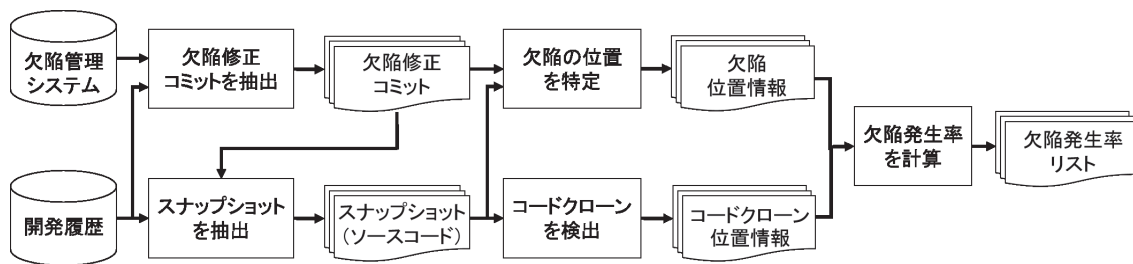 欠陥管理
システム
欠陥修正
コミットを抽出
欠陥修正
コミット
欠陥の位置
を特定
欠陥
位置情報
欠陥発生率
を計算
欠陥発生率
リスト
開発履歴
スナップショット
を抽出
スナップショット
(ソースコード)
コードクローン
を検出
コードクローン
位置情報